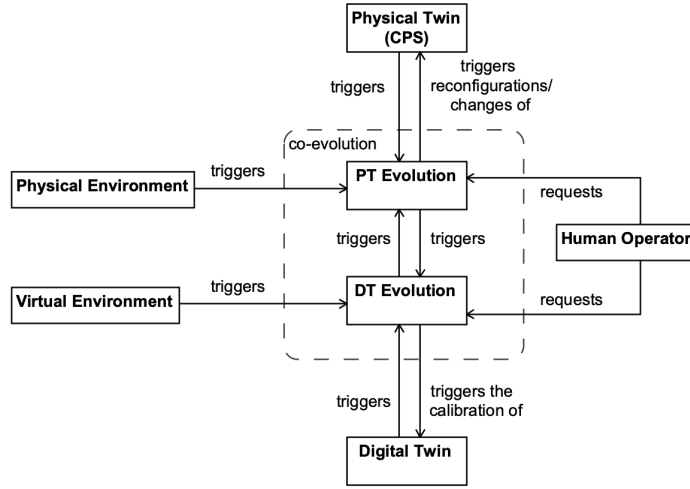 Physical Twin
(CPS)
triggers
triggers
reconfigurations/
changes of
co-evolution
triggers
PT Evolution
Physical Environment
requests
triggers
triggers
Human Operator
triggers
DT Evolution
Virtual Environment
requests
triggers
triggers the
calibration of
Digital Twin